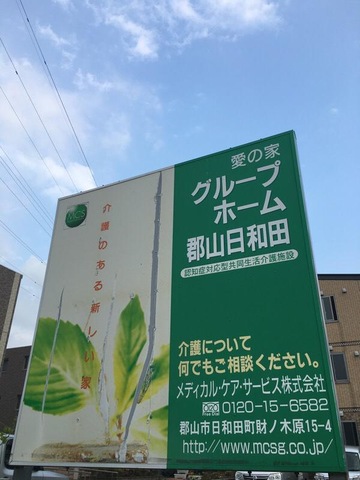 愛の家
グループ
ホーム
郡山日和田
認知症対応型共同生活介護施設
介護について
何でもご相談ください。
メディカル・ケア・サービス株式会社
0120-15-6582
郡山市日和田町財ノ木原15-4
http://www.mcsg.co.jp/
MCS
介護のある新しい家